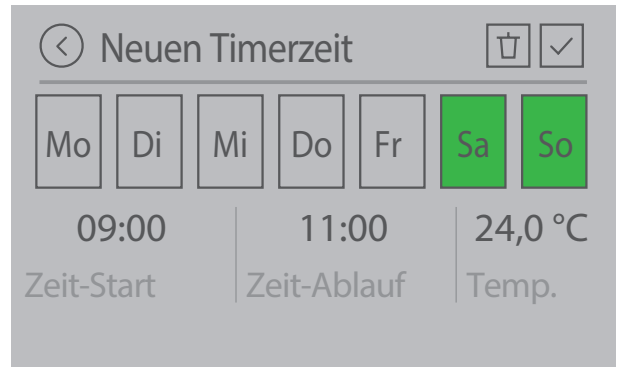 Neuen Timerzeit
Mo Di Mi Do Fr Sa So
09:00 11:00 24,0 °C
Zeit-Start Zeit-Ablauf Temp.